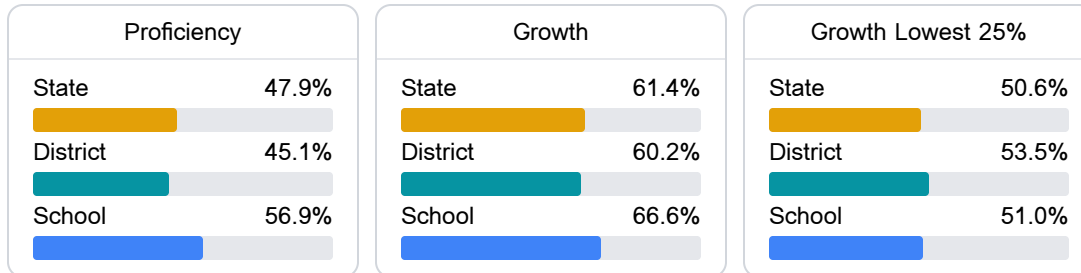 Proficiency
State 47.9%
District 45.1%
School 56.9%
Growth
State 61.4%
District 60.2%
School 66.6%
Growth Lowest 25%
State 50.6%
District 53.5%
School 51.0%